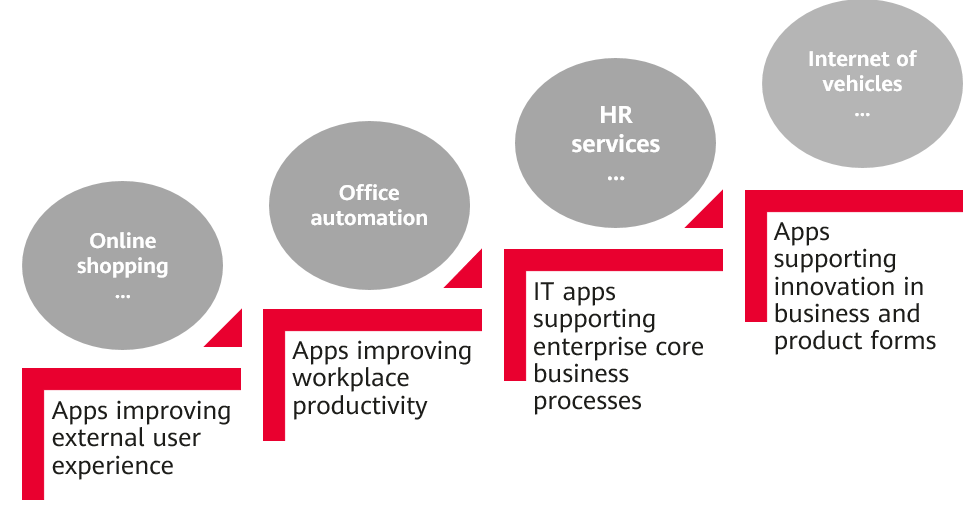 Online
shopping
...
Apps improving
external user
experience
Office
automation
Apps improving
workplace
productivity
HR
services
...
IT apps
supporting
enterprise core
business
processes
Internet of
vehicles
...
Apps
supporting
innovation in
business and
product forms